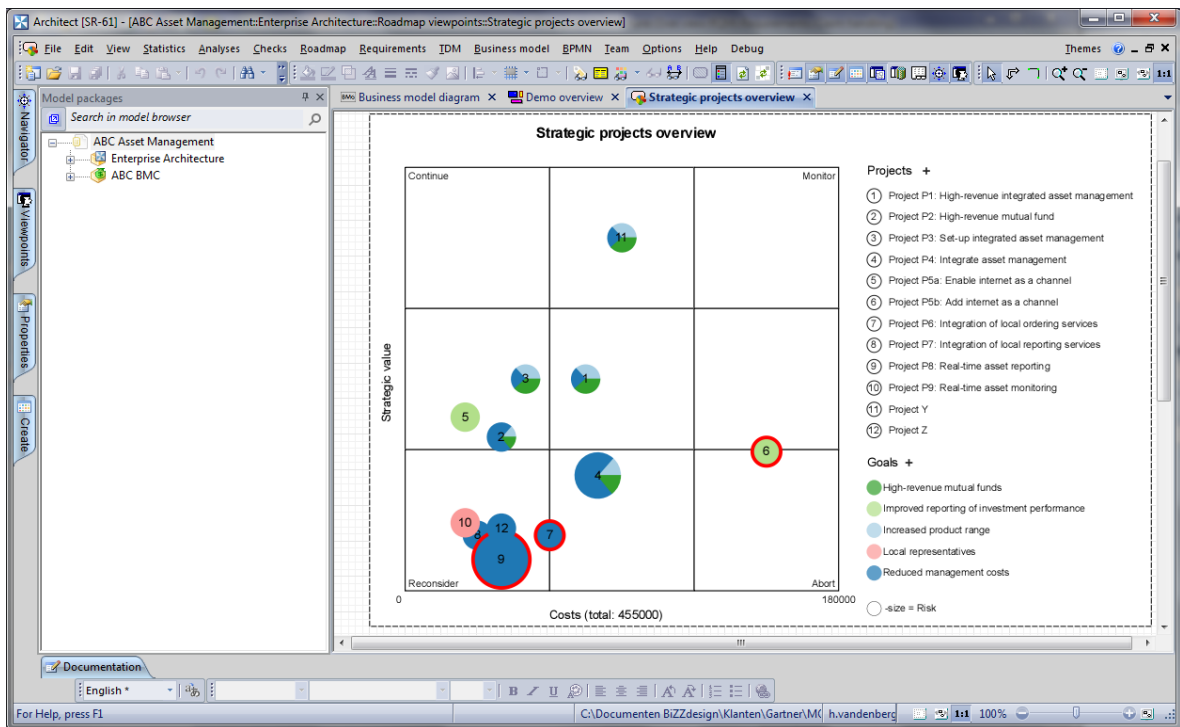 Architect [SR-61] - [ABC Asset Management::Enterprise Architecture::Roadmap viewpoints::Strategic projects overview]
File Edit View Statistics Analyses Checks Roadmap Requirements TDM Business model BPMN Team Options Help Debug Themes
1:1
Navigator
Viewpoints
Properties
Create
Model packages
Search in model browser
ABC Asset Management
Enterprise Architecture
ABC BMC
BMC Business model diagram Demo overview Strategic projects overview
Strategic projects overview
Continue Monitor
Strategic value
11
3 1
5
2
6
4
10
8 12 7
9
Reconsider Abort
0 180000
Costs (total: 455000)
Projects +
1 Project P1: High-revenue integrated asset management
2 Project P2: High-revenue mutual fund
3 Project P3: Set-up integrated asset management
4 Project P4: Integrate asset management
5 Project P5a: Enable internet as a channel
6 Project P5b: Add internet as a channel
7 Project P6: Integration of local ordering services
8 Project P7: Integration of local reporting services
9 Project P8: Real-time asset reporting
10 Project P9: Real-time asset monitoring
11 Project Y
12 Project Z
Goals +
High-revenue mutual funds
Improved reporting of investment performance
Increased product range
Local representatives
Reduced management costs
-size = Risk
Documentation
English *
B I U
For Help, press F1 C:\Documenten BiZZdesign\Klanten\Gartner\M h.vandenberg 1:1 100%